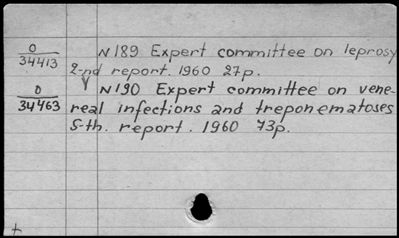 0 N 189 Expert committee on leprosy
34413 2-nd report. 1960 27p.
0 N 190 Expert committee on vene-
34463 real infections and treponematoses
5-th. report. 1960 73p.
+